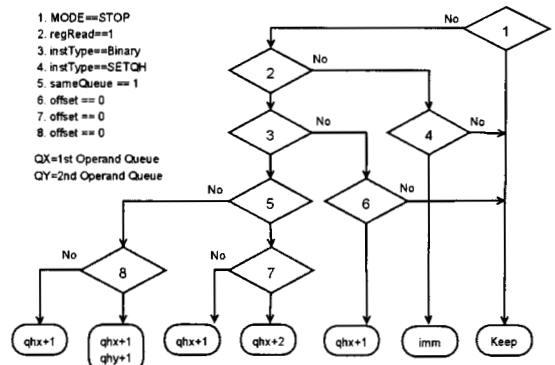 1. MODE==STOP
2. regRead==1
3. instType==Binary
4. instType==SETQH
5. sameQueue == 1
6. offset == 0
7. offset == 0
8. offset == 0
QX=1st Operand Queue
QY=2nd Operand Queue
No
1
2
No
3
No
4
No
No
5
6
No
No
8
No
7
qhx+1
qhx+1
qhy+1
qhx+1
qhx+2
qhx+1
imm
Keep